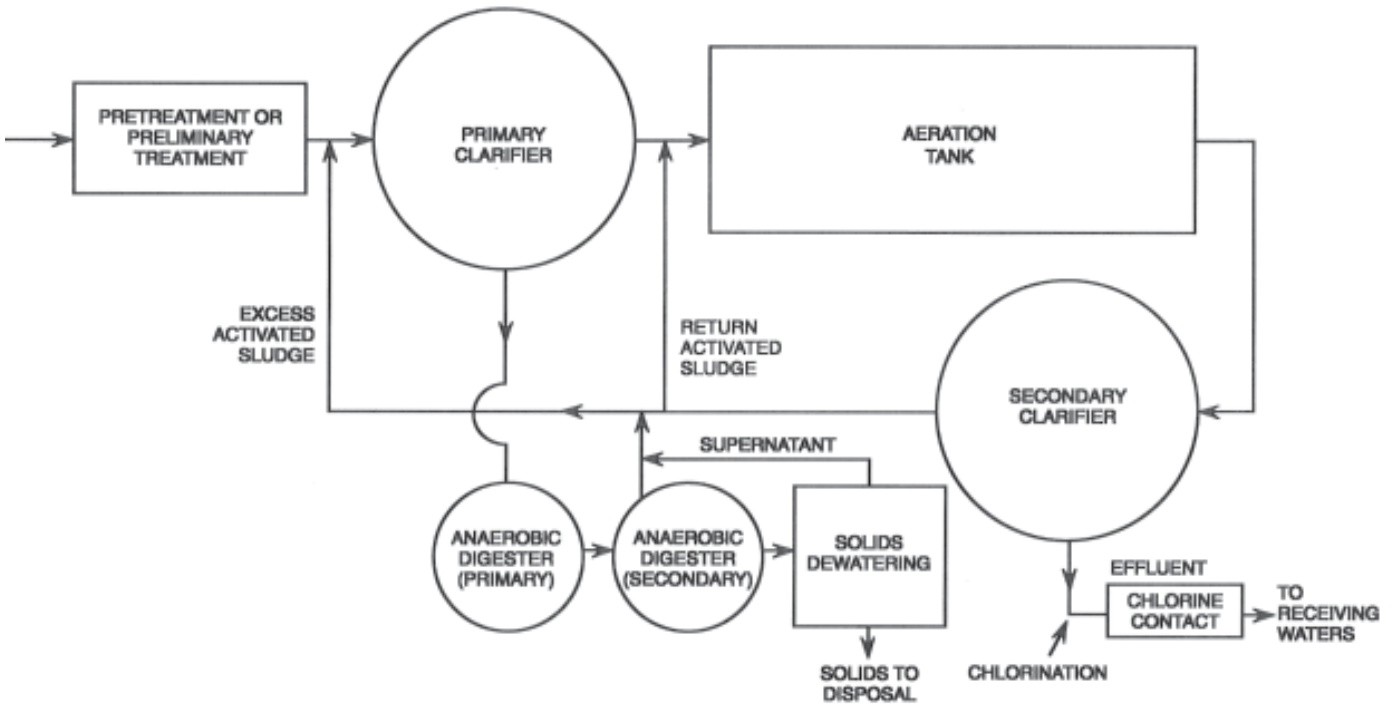 PRETREATMENT OR
PRELIMINARY
TREATMENT
PRIMARY
CLARIFIER
AERATION
TANK
EXCESS
ACTIVATED
SLUDGE
RETURN
ACTIVATED
SLUDGE
SECONDARY
CLARIFIER
SUPERNATANT
ANAEROBIC
DIGESTER
(PRIMARY)
ANAEROBIC
DIGESTER
(SECONDARY)
SOLIDS
DEWATERING
EFFLUENT
CHLORINE
CONTACT
TO
RECEIVING
WATERS
SOLIDS TO
DISPOSAL
CHLORINATION